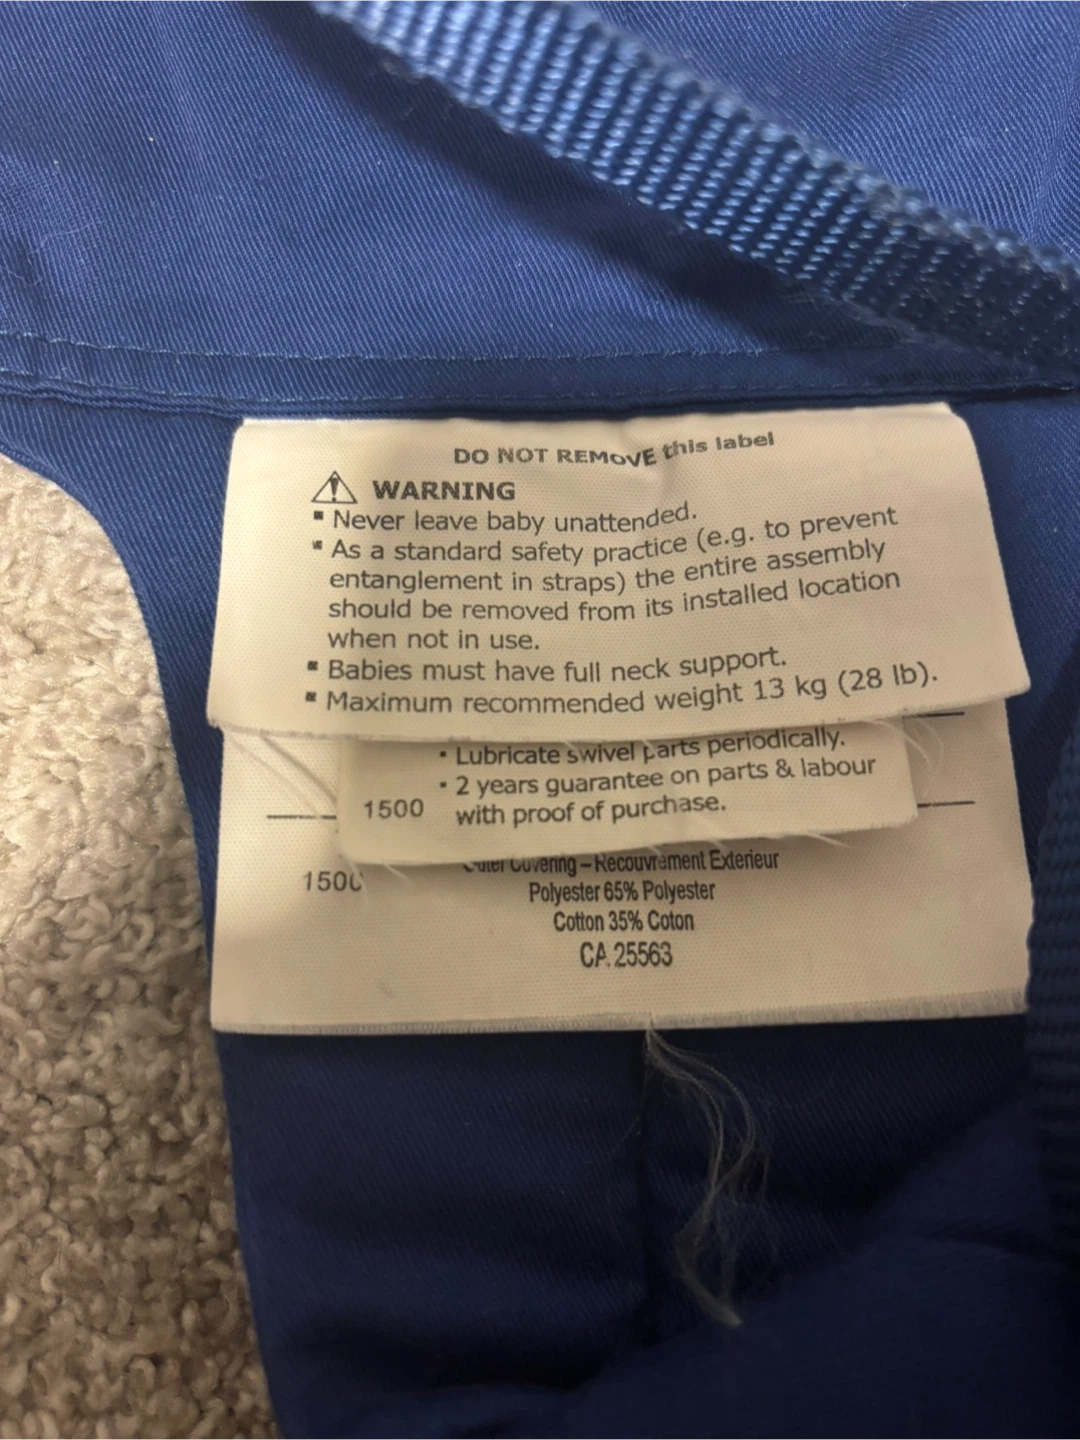 DO NOT REMOVE this label
WARNING
▪ Never leave baby unattended.
▪ As a standard safety practice (e.g. to prevent
entanglement in straps) the entire assembly
should be removed from its installed location
when not in use.
▪ Babies must have full neck support.
▪ Maximum recommended weight 13 kg (28 lb).
• Lubricate swivel parts periodically.
• 2 years guarantee on parts & labour
1500 with proof of purchase.
Outer Covering – Recouvrement Exterieur
1500 Polyester 65% Polyester
Cotton 35% Coton
CA. 25563